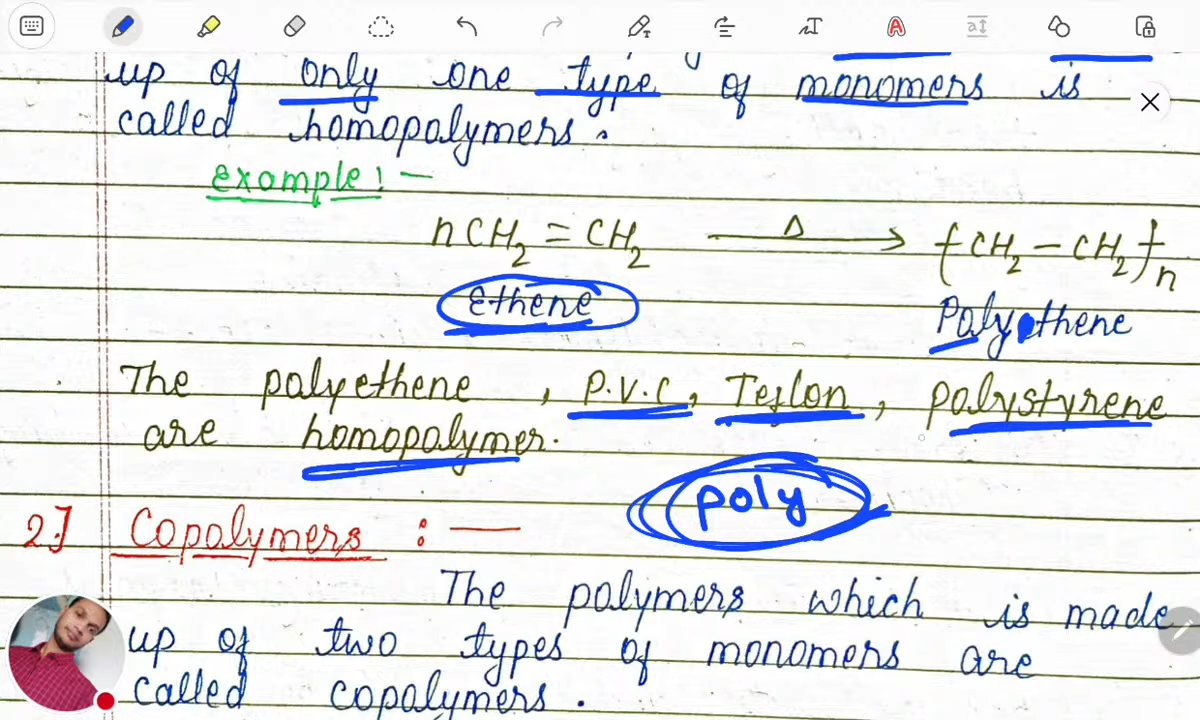 up of only one type of monomers is
called homopolymers.
example:-
nCH2 = CH2 —Δ→ {CH2 - CH2}n
Ethene Polyethene
The polyethene, P.V.C, Teflon, polystyrene
are homopolymer.
poly
2.] Copolymers :—
The polymers which is made
up of two types of monomers are
called copolymers.